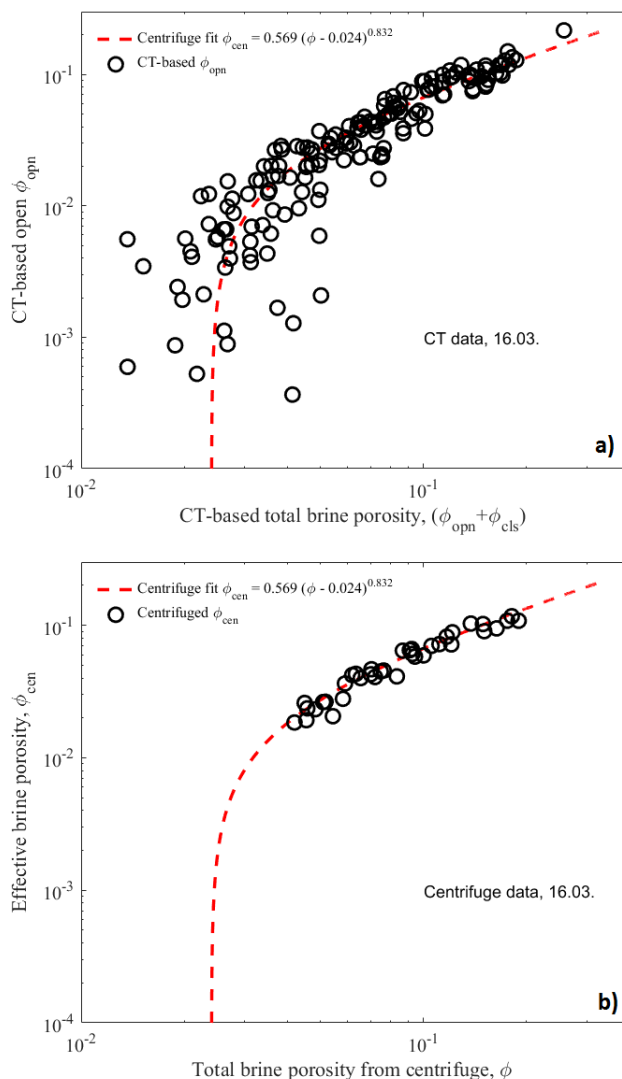 Centrifuge fit ϕcen = 0.569 (ϕ - 0.024)^0.832
CT-based ϕopn
10^-1
10^-2
10^-3
10^-4
CT-based open ϕopn
CT data, 16.03.
a)
10^-2
10^-1
CT-based total brine porosity, (ϕopn+ϕcls)
Centrifuge fit ϕcen = 0.569 (ϕ - 0.024)^0.832
Centrifuged ϕcen
10^-1
10^-2
10^-3
10^-4
Effective brine porosity, ϕcen
Centrifuge data, 16.03.
b)
10^-2
10^-1
Total brine porosity from centrifuge, ϕ